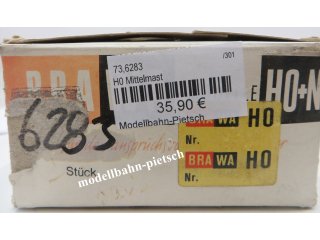 73,6283 /301
H0 Mittelmast
35,90 €
Modellbahn-Pietsch
BRA HO+N
6283
BRAWA HO
Nr.
BRAWA HO
Nr.
Stück
modellbahn-pietsch